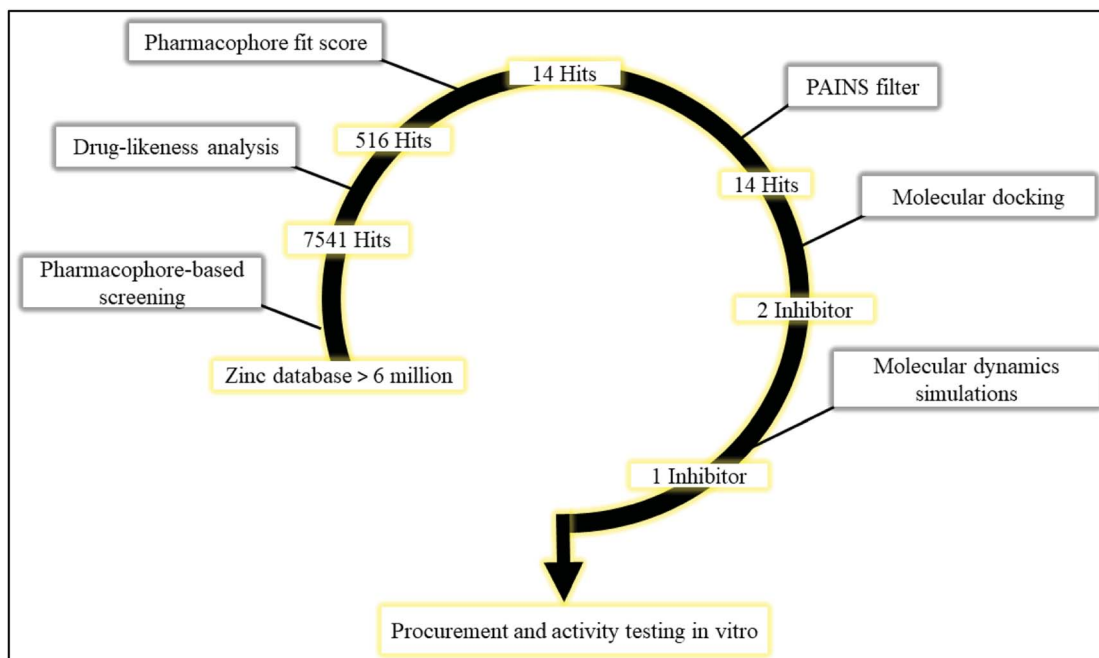 Pharmacophore fit score
14 Hits
PAINS filter
516 Hits
Drug-likeness analysis
14 Hits
Molecular docking
7541 Hits
Pharmacophore-based
screening
2 Inhibitor
Zinc database > 6 million
Molecular dynamics
simulations
1 Inhibitor
Procurement and activity testing in vitro